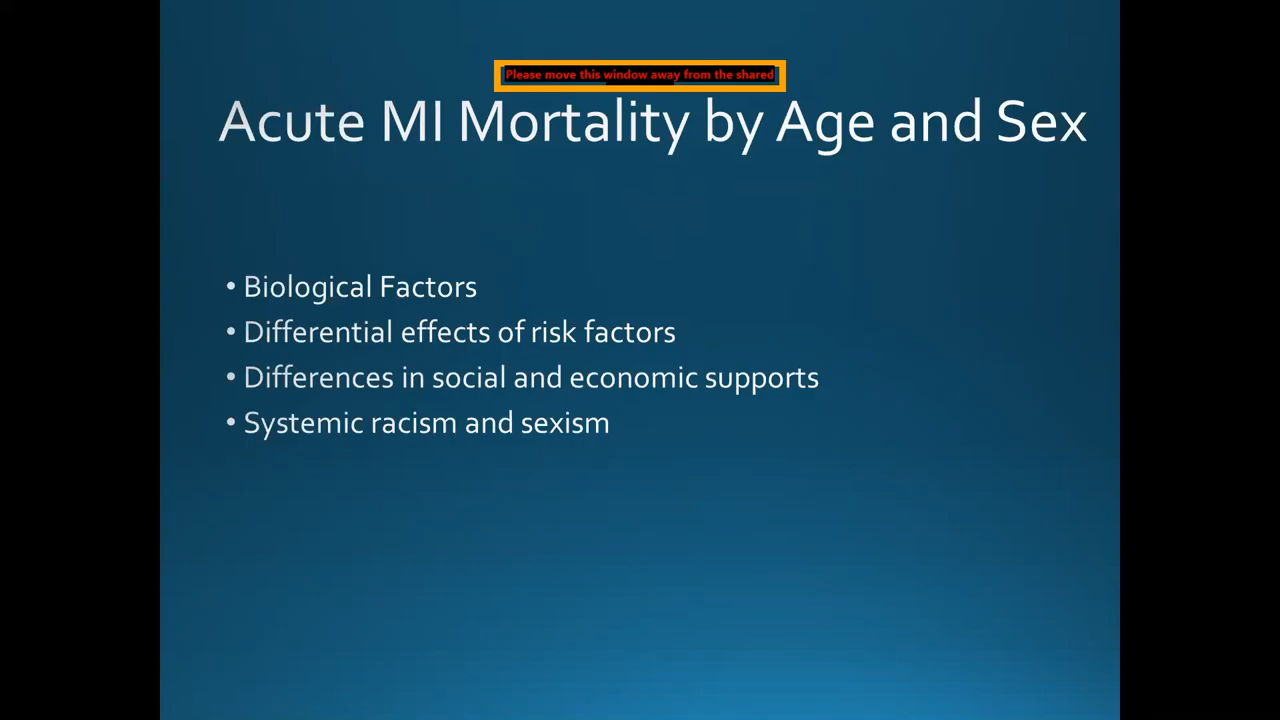 Please move this window away from the shared
Acute MI Mortality by Age and Sex
• Biological Factors
• Differential effects of risk factors
• Differences in social and economic supports
• Systemic racism and sexism